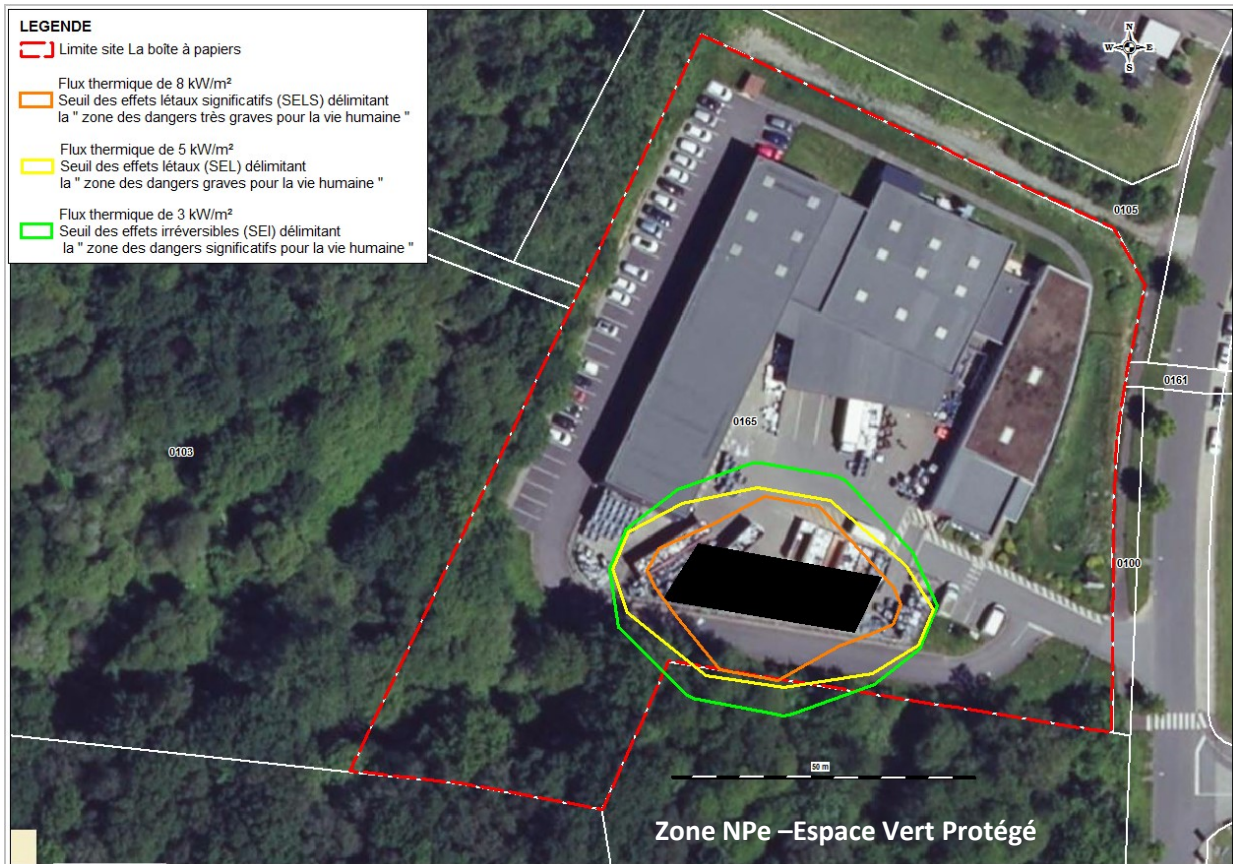 LEGENDE
Limite site La boîte à papiers
Flux thermique de 8 kW/m²
Seuil des effets létaux significatifs (SELS) délimitant
la " zone des dangers très graves pour la vie humaine "
Flux thermique de 5 kW/m²
Seuil des effets létaux (SEL) délimitant
la " zone des dangers graves pour la vie humaine "
Flux thermique de 3 kW/m²
Seuil des effets irréversibles (SEI) délimitant
la " zone des dangers significatifs pour la vie humaine "
N
W E
S
0105
0161
0165
0103
0100
50 m
Zone NPe –Espace Vert Protégé